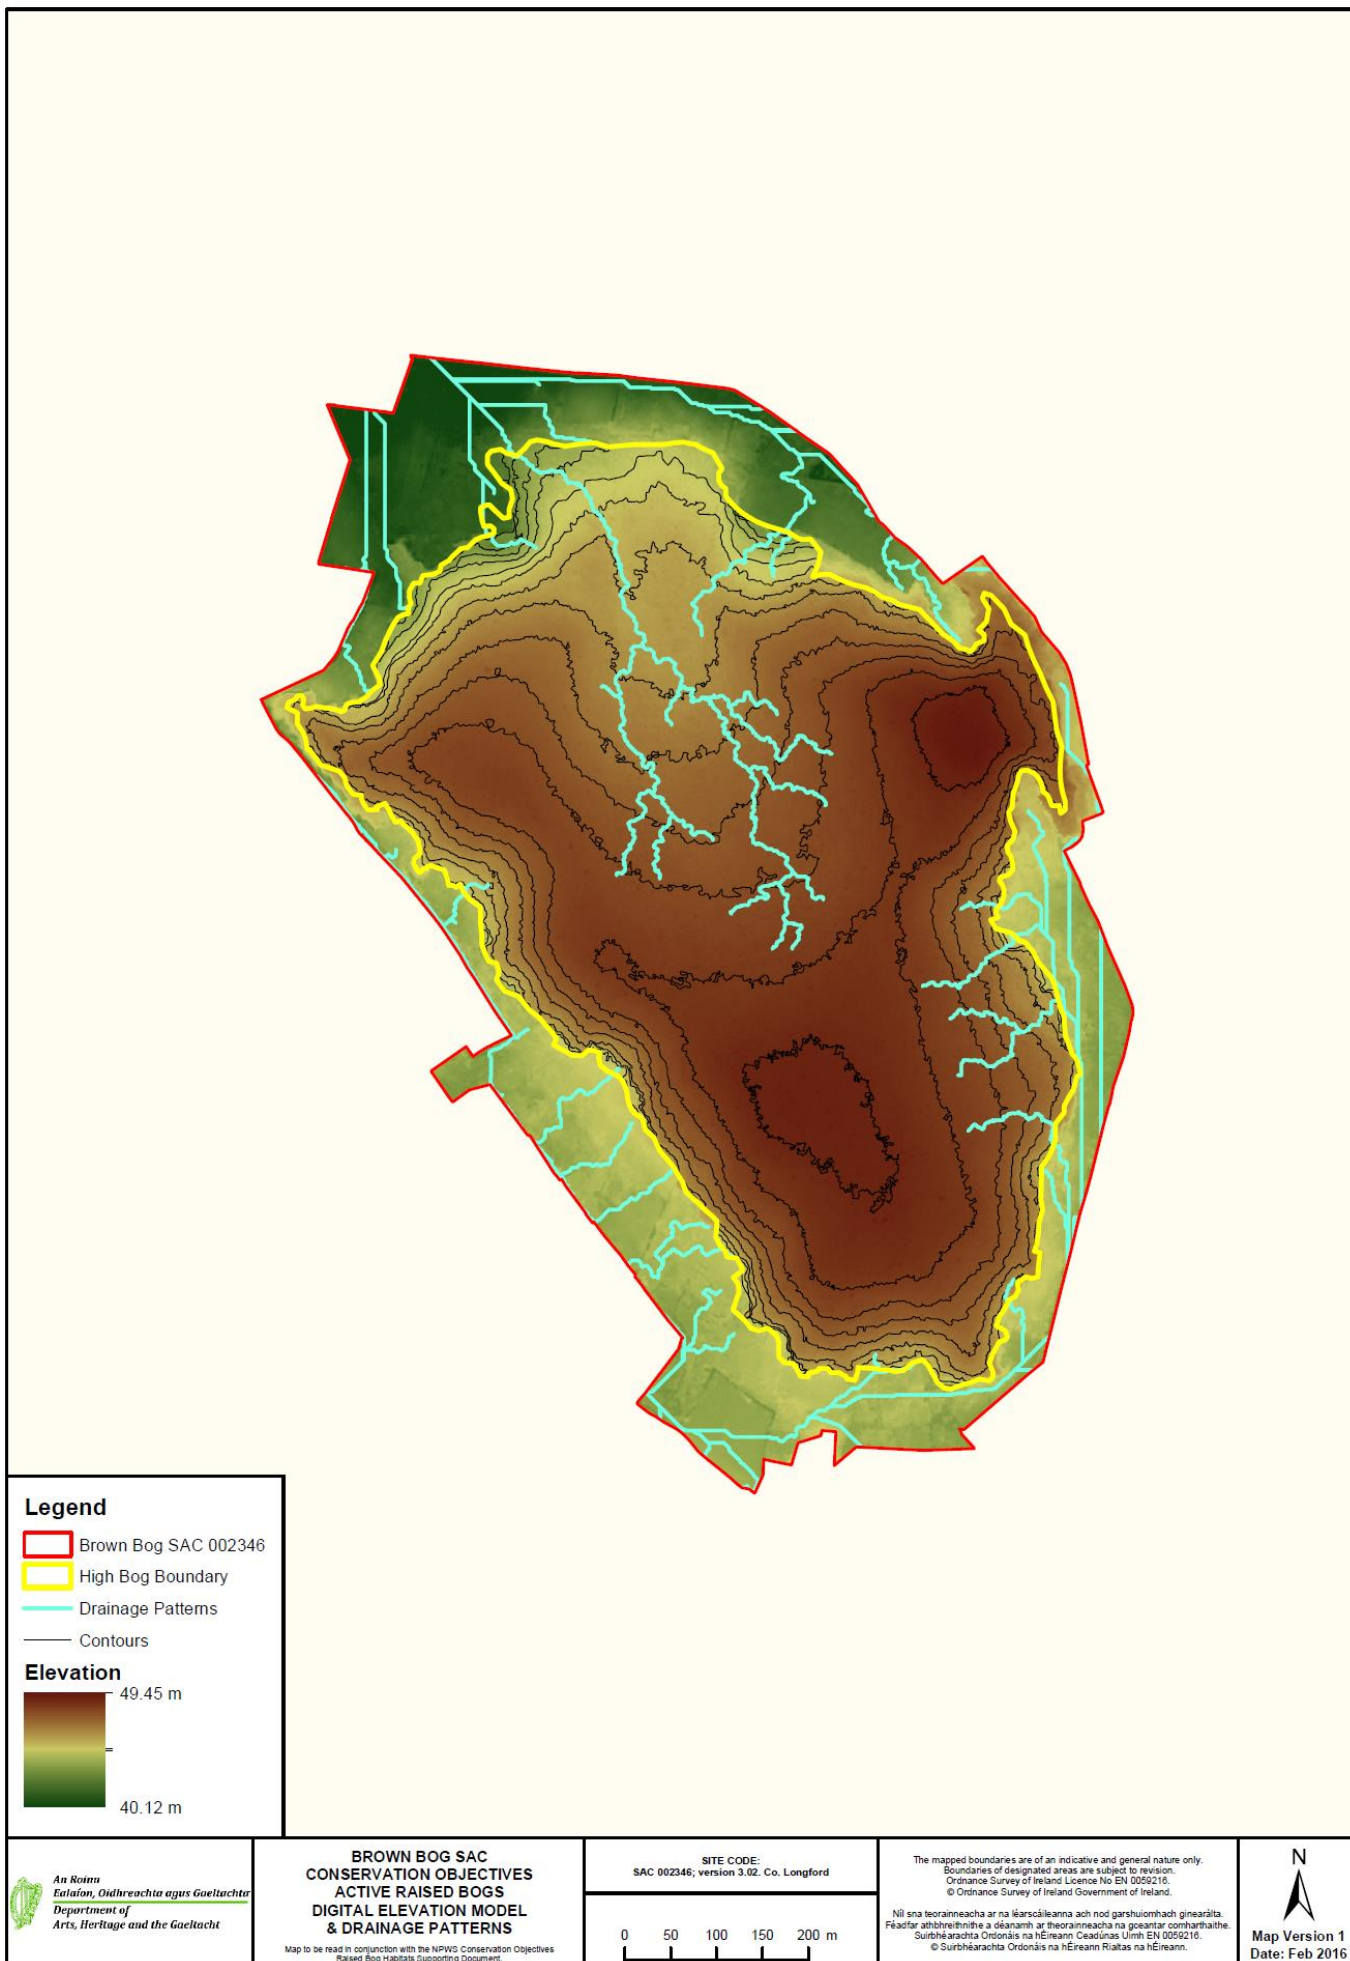 Legend
Brown Bog SAC 002346
High Bog Boundary
Drainage Patterns
Contours
Elevation
49.45 m
40.12 m
An Roinn
Ealaíon, Oidhreachta agus Gaeltachta
Department of
Arts, Heritage and the Gaeltacht
BROWN BOG SAC
CONSERVATION OBJECTIVES
ACTIVE RAISED BOGS
DIGITAL ELEVATION MODEL
& DRAINAGE PATTERNS
Map to be read in conjunction with the NPWS Conservation Objectives
Raised Bog Habitats Supporting Document.
SITE CODE:
SAC 002346; version 3.02. Co. Longford
0 50 100 150 200 m
The mapped boundaries are of an indicative and general nature only.
Boundaries of designated areas are subject to revision.
Ordnance Survey of Ireland Licence No EN 0059216.
© Ordnance Survey of Ireland Government of Ireland.
Níl sna teorainneacha ar na léarscáileanna ach nod garshuiomhach ginearálta.
Féadfar athbhreithnithe a déanamh ar theorainneacha na gceantar comharthaithe.
Suirbhéarachta Ordonáis na hÉireann Ceadúnas Uimh EN 0059216.
© Suirbhéarachta Ordonáis na hÉireann Rialtas na hÉireann.
N
Map Version 1
Date: Feb 2016